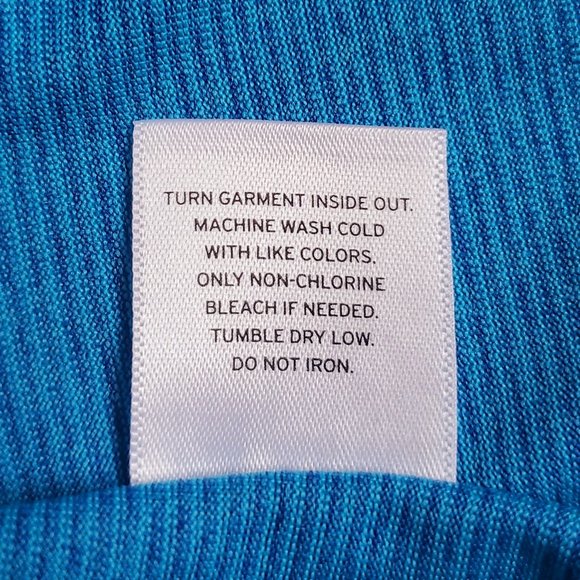 TURN GARMENT INSIDE OUT.
MACHINE WASH COLD
WITH LIKE COLORS.
ONLY NON-CHLORINE
BLEACH IF NEEDED.
TUMBLE DRY LOW.
DO NOT IRON.